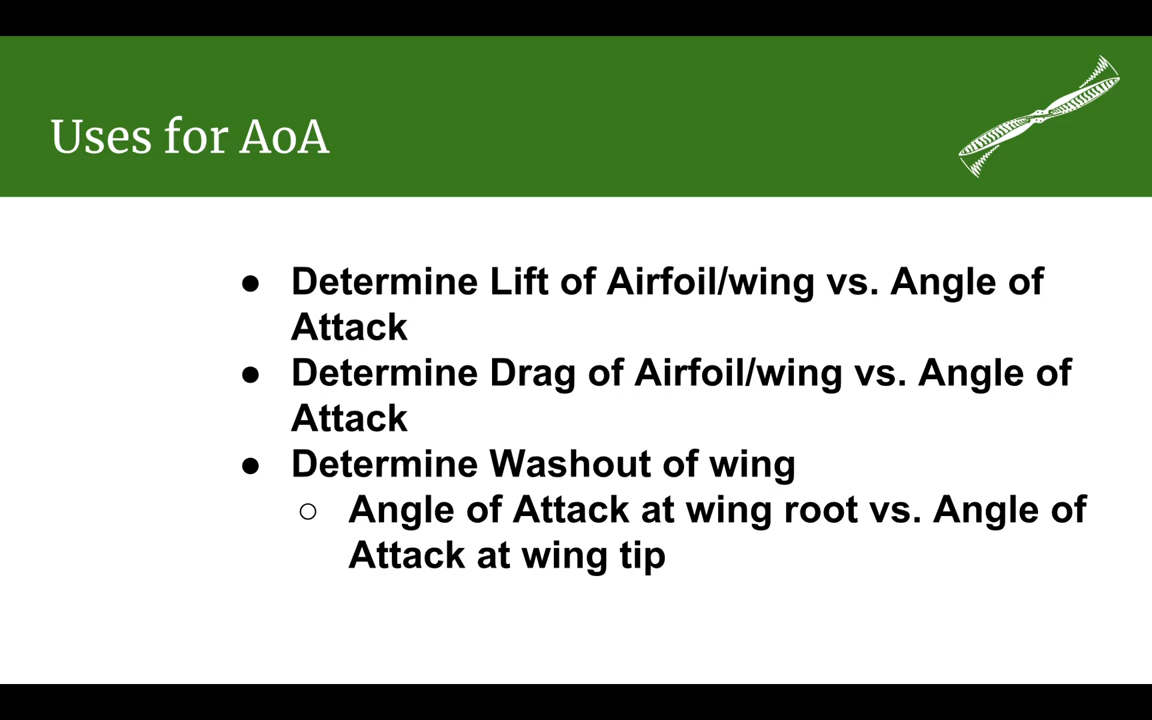 Uses for AoA
● Determine Lift of Airfoil/wing vs. Angle of
Attack
● Determine Drag of Airfoil/wing vs. Angle of
Attack
● Determine Washout of wing
○ Angle of Attack at wing root vs. Angle of
Attack at wing tip